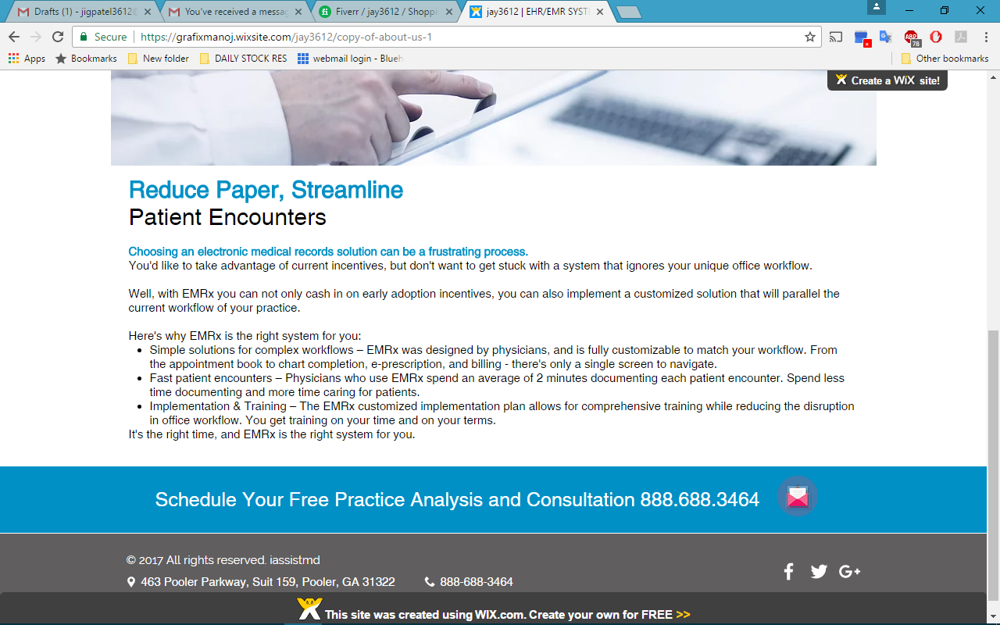 Drafts (1) - jigpatel3612@
You've received a messag
Fiverr / jay3612 / Shoppi
jay3612 | EHR/EMR SYSTE
Secure
https://grafixmanoj.wixsite.com/jay3612/copy-of-about-us-1
ABP
78
Apps
Bookmarks
New folder
DAILY STOCK RES
webmail login - Blueh
Other bookmarks
Create a WiX site!
Reduce Paper, Streamline
Patient Encounters
Choosing an electronic medical records solution can be a frustrating process.
You'd like to take advantage of current incentives, but don't want to get stuck with a system that ignores your unique office workflow.
Well, with EMRx you can not only cash in on early adoption incentives, you can also implement a customized solution that will parallel the
current workflow of your practice.
Here's why EMRx is the right system for you:
• Simple solutions for complex workflows – EMRx was designed by physicians, and is fully customizable to match your workflow. From
the appointment book to chart completion, e-prescription, and billing - there's only a single screen to navigate.
• Fast patient encounters – Physicians who use EMRx spend an average of 2 minutes documenting each patient encounter. Spend less
time documenting and more time caring for patients.
• Implementation & Training – The EMRx customized implementation plan allows for comprehensive training while reducing the disruption
in office workflow. You get training on your time and on your terms.
It's the right time, and EMRx is the right system for you.
Schedule Your Free Practice Analysis and Consultation 888.688.3464
© 2017 All rights reserved. iassistmd
463 Pooler Parkway, Suit 159, Pooler, GA 31322
888-688-3464
This site was created using WIX.com. Create your own for FREE >>